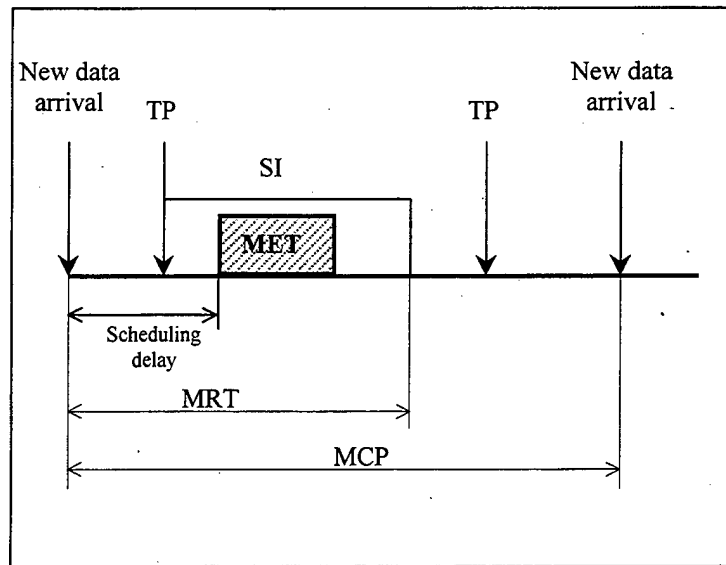 New data
arrival
TP
TP
New data
arrival
SI
MET
Scheduling
delay
MRT
MCP